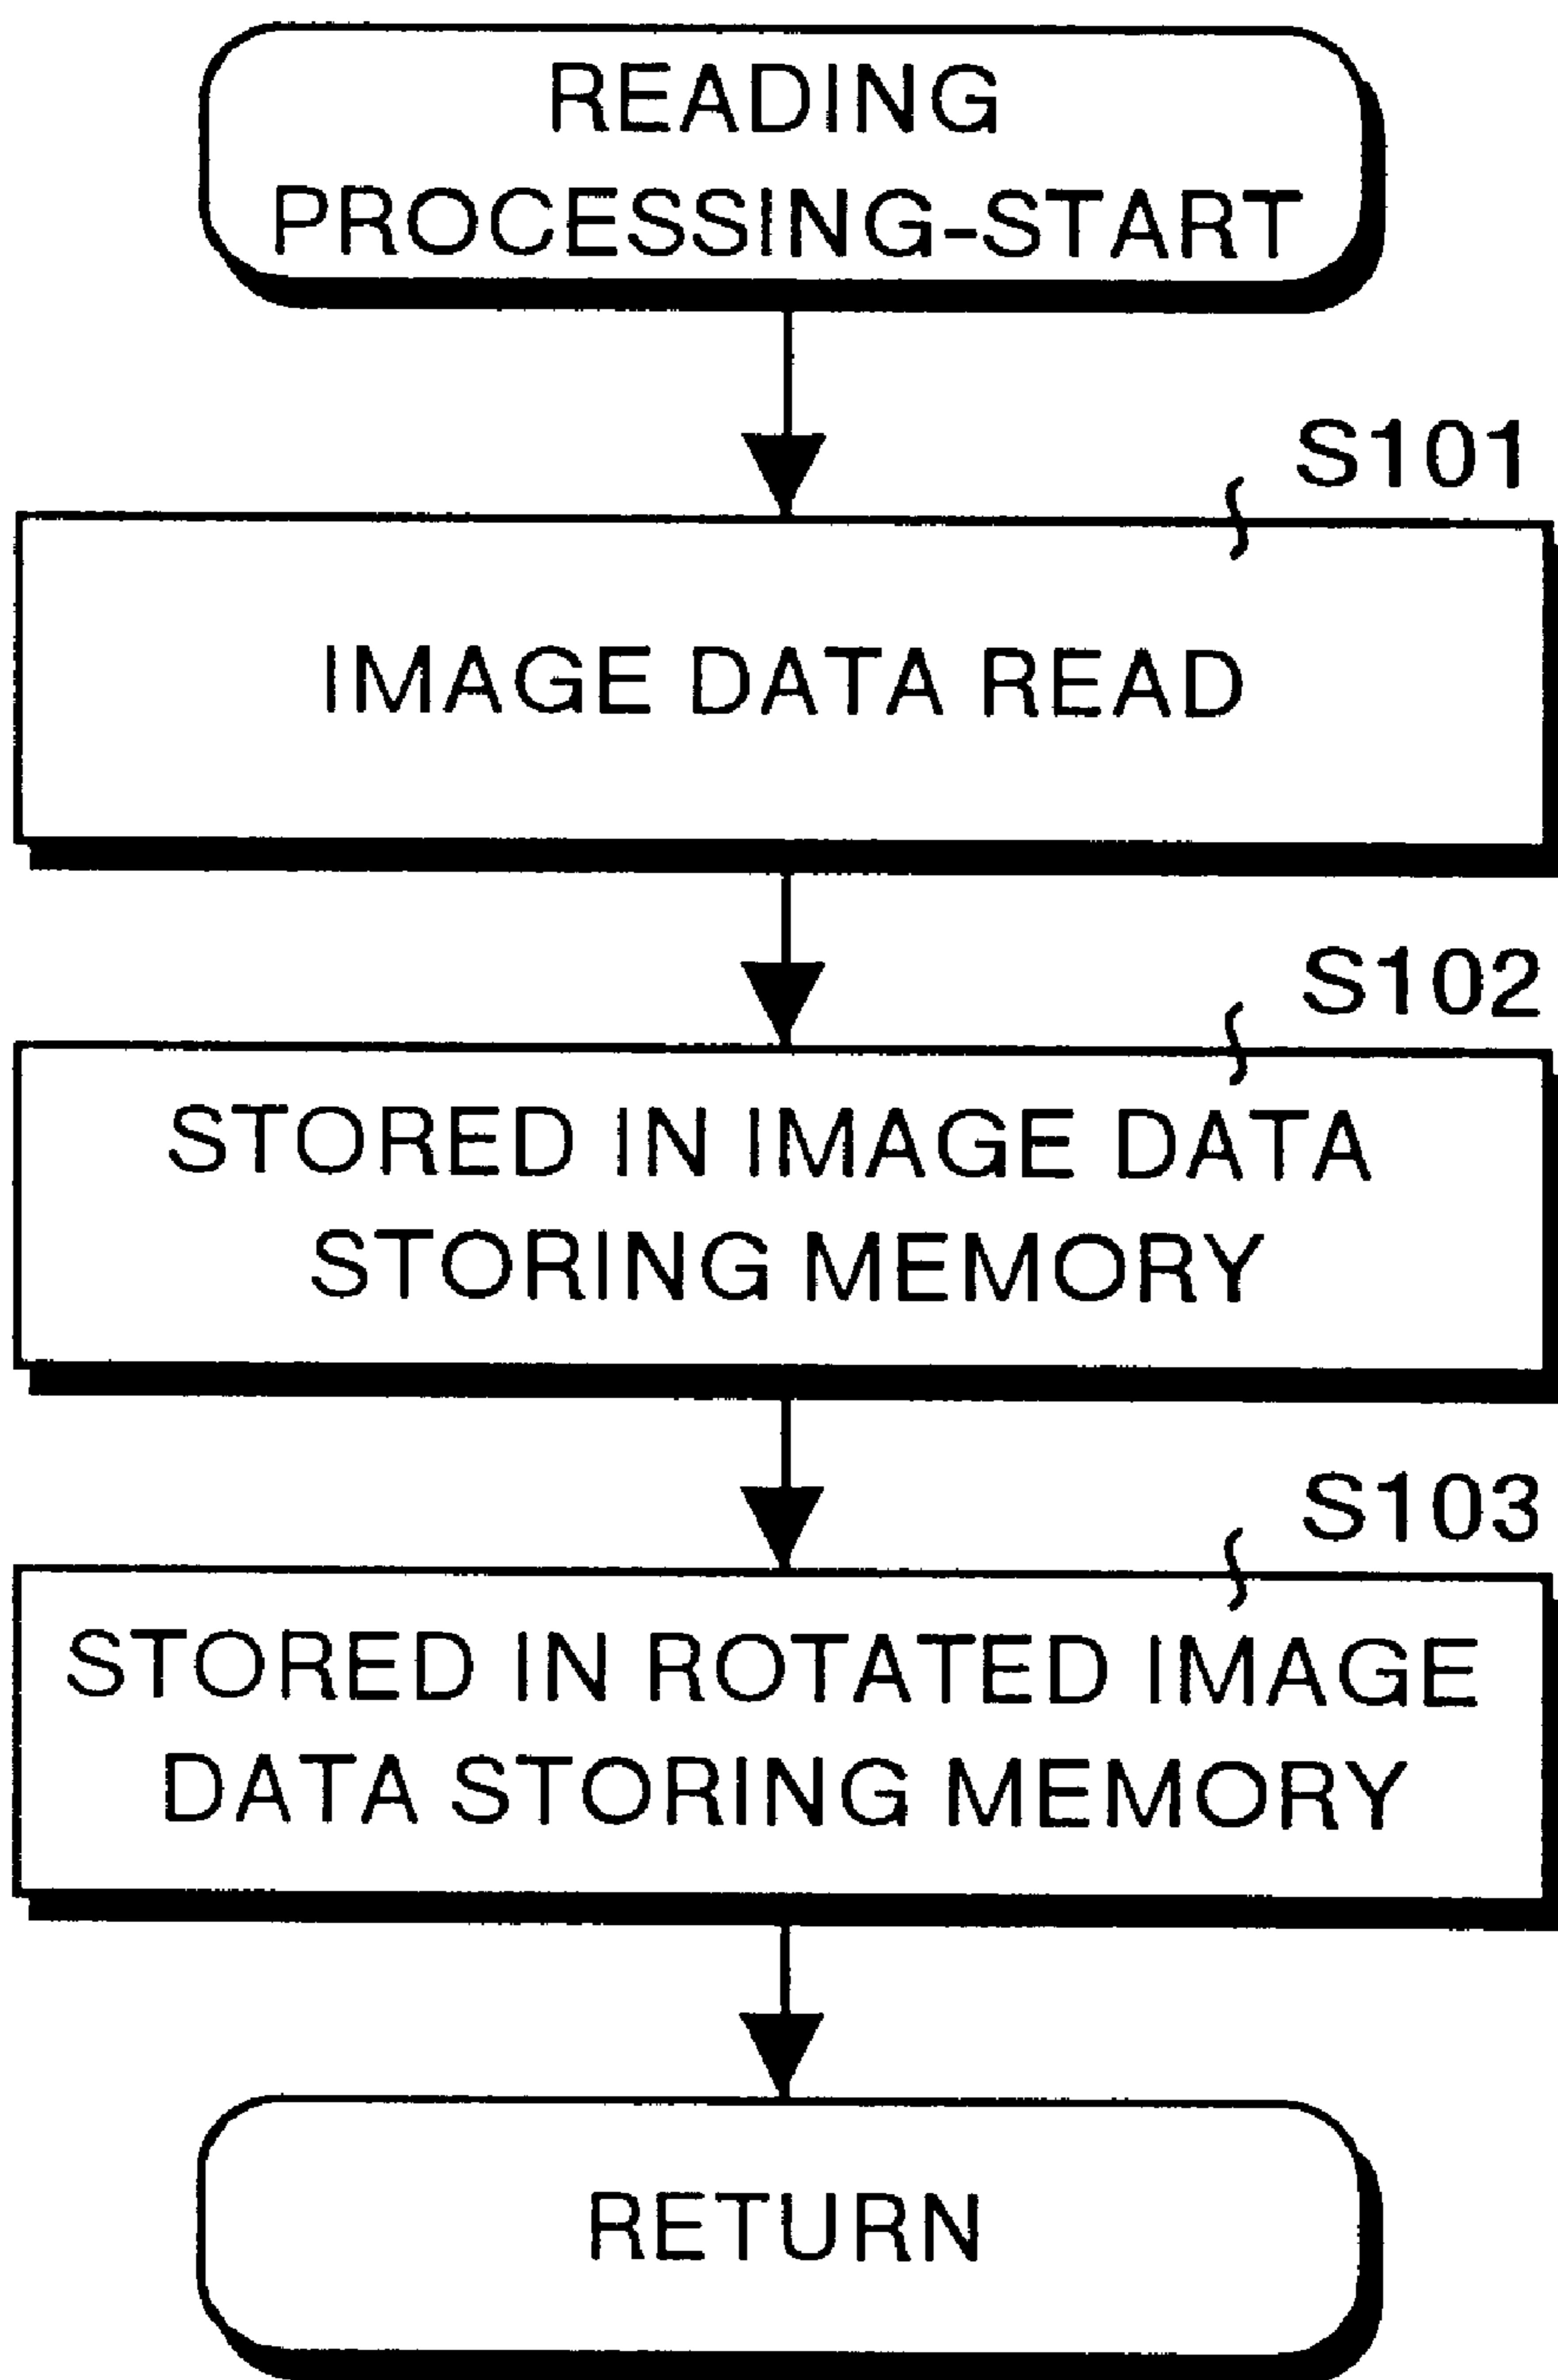 READING
PROCESSING-START
S101
IMAGE DATA READ
S102
STORED IN IMAGE DATA
STORING MEMORY
S103
STORED IN ROTATED IMAGE
DATA STORING MEMORY
RETURN